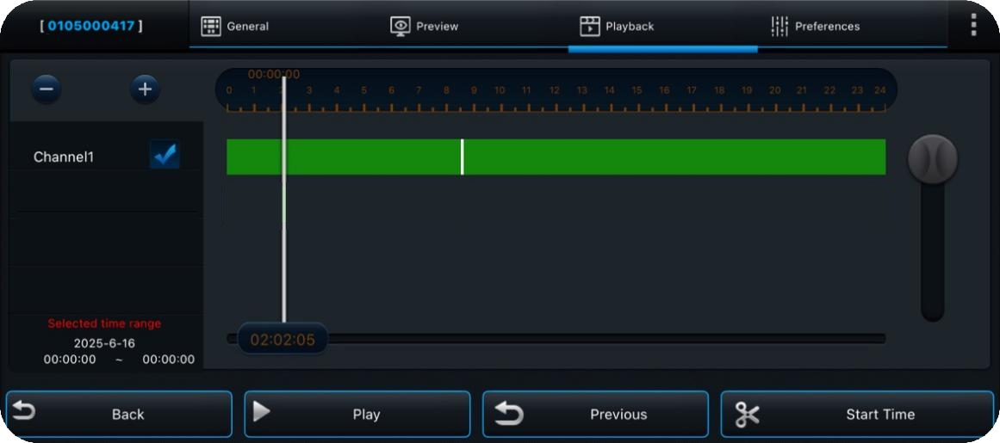 [ 0105000417 ]
General
Preview
Playback
Preferences
00:00:00
0 1 2 3 4 5 6 7 8 9 10 11 12 13 14 15 16 17 18 19 20 21 22 23 24
Channel1
Selected time range
2025-6-16
00:00:00 ~ 00:00:00
02:02:05
Back
Play
Previous
Start Time